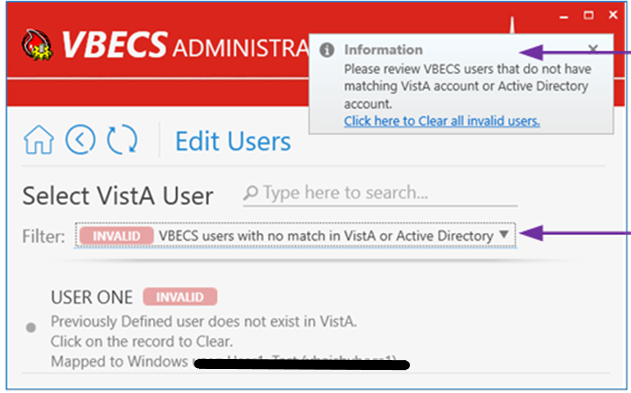 VBECS ADMINISTRA
Information
Please review VBECS users that do not have
matching VistA account or Active Directory
account.
Click here to Clear all invalid users.
Edit Users
Select VistA User
Type here to search...
Filter: INVALID VBECS users with no match in VistA or Active Directory
USER ONE INVALID
Previously Defined user does not exist in VistA.
Click on the record to Clear.
Mapped to Windows